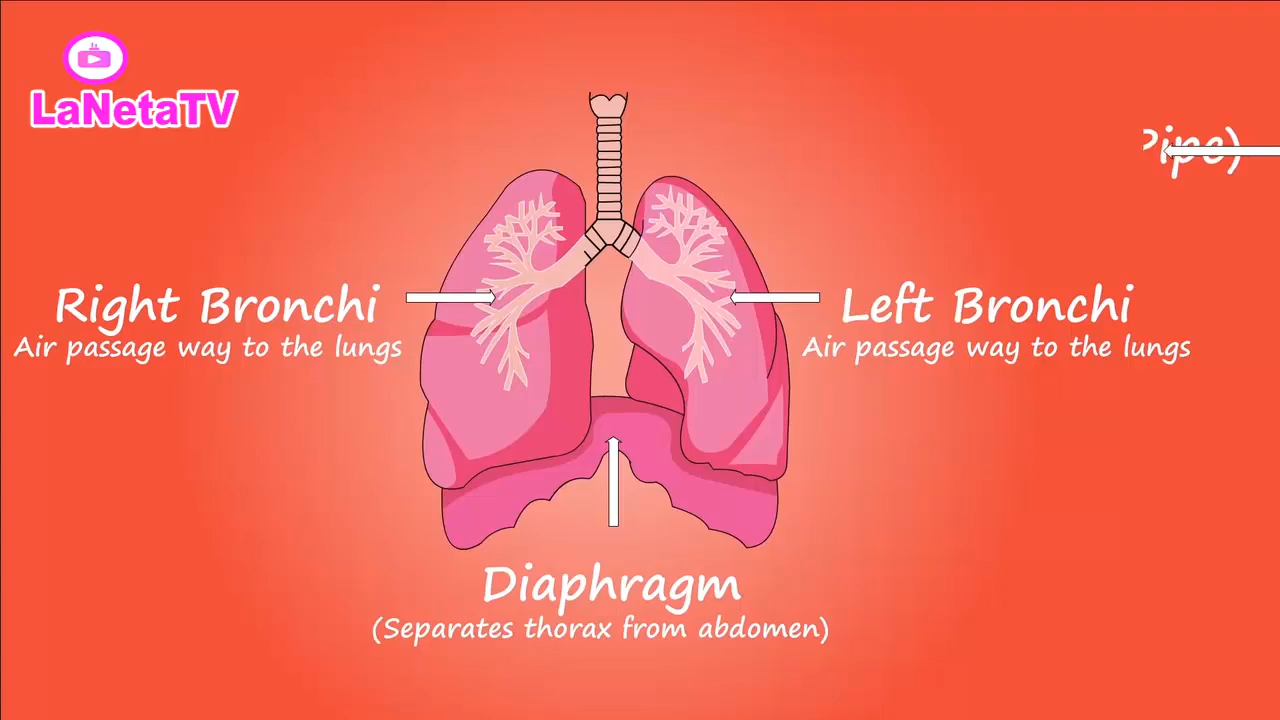 LaNetaTV
Right Bronchi
Air passage way to the lungs
Left Bronchi
Air passage way to the lungs
Diaphragm
(Separates thorax from abdomen)